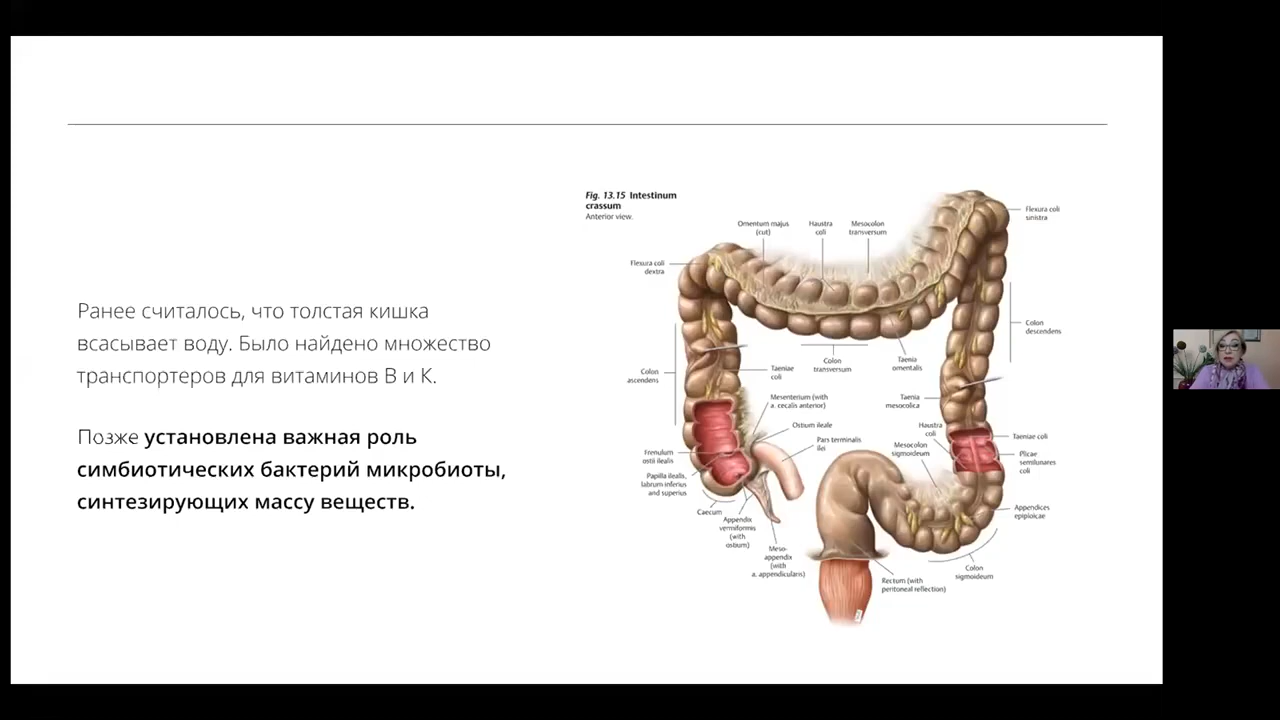 Fig. 13.15 Intestinum
crassum
Anterior view.
Omentum majus
(cut)
Haustra
coli
Mesocolon
transversum
Flexura coli
sinistra
Flexura coli
dextra
Colon
descendens
Colon
transversum
Taenia
omentalis
Colon
ascendens
Taeniae
coli
Mesenterium (with
a. cecalis anterior)
Taenia
mesocolica
Ostium ileale
Haustra
coli
Taeniae coli
Pars terminalis
ilei
Mesocolon
sigmoideum
Frenulum
ostii ilealis
Plicae
semilunares
coli
Papilla ilealis,
labrum inferius
and superius
Caecum
Appendix
vermiformis
(with
ostium)
Appendices
epiploicae
Meso-
appendix
(with
a. appendicularis)
Colon
sigmoideum
Rectum (with
peritoneal reflection)
Ранее считалось, что толстая кишка
всасывает воду. Было найдено множество
транспортеров для витаминов В и К.
Позже установлена важная роль
симбиотических бактерий микробиоты,
синтезирующих массу веществ.